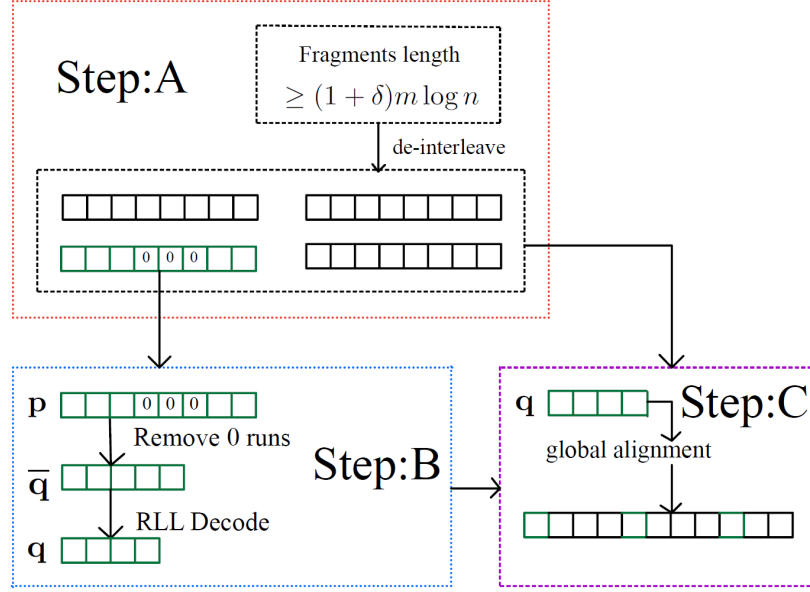 Step:A
Fragments length
≥ (1 + δ)m log n
de-interleave
0 0 0
p
0 0 0
Remove 0 runs
q̅
Step:B
RLL Decode
q
q
Step:C
global alignment